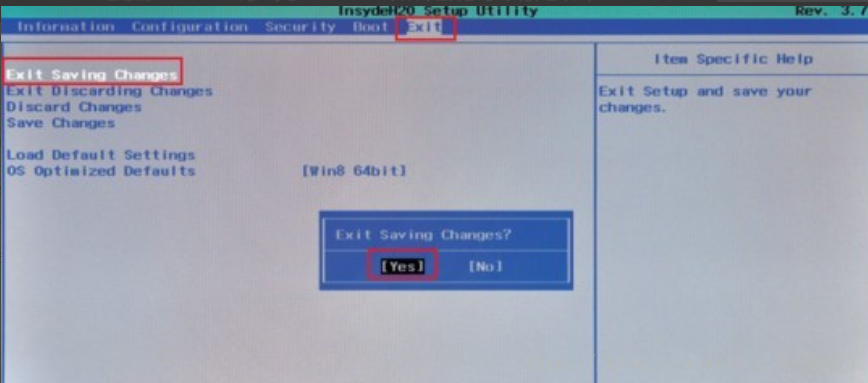 InsydeH20 Setup Utility Rev. 3.7
Information Configuration Security Boot Exit
Item Specific Help
Exit Saving Changes
Exit Discarding Changes
Discard Changes
Save Changes
Load Default Settings
OS Optimized Defaults [Win8 64bit]
Exit Setup and save your
changes.
Exit Saving Changes?
[Yes] [No]